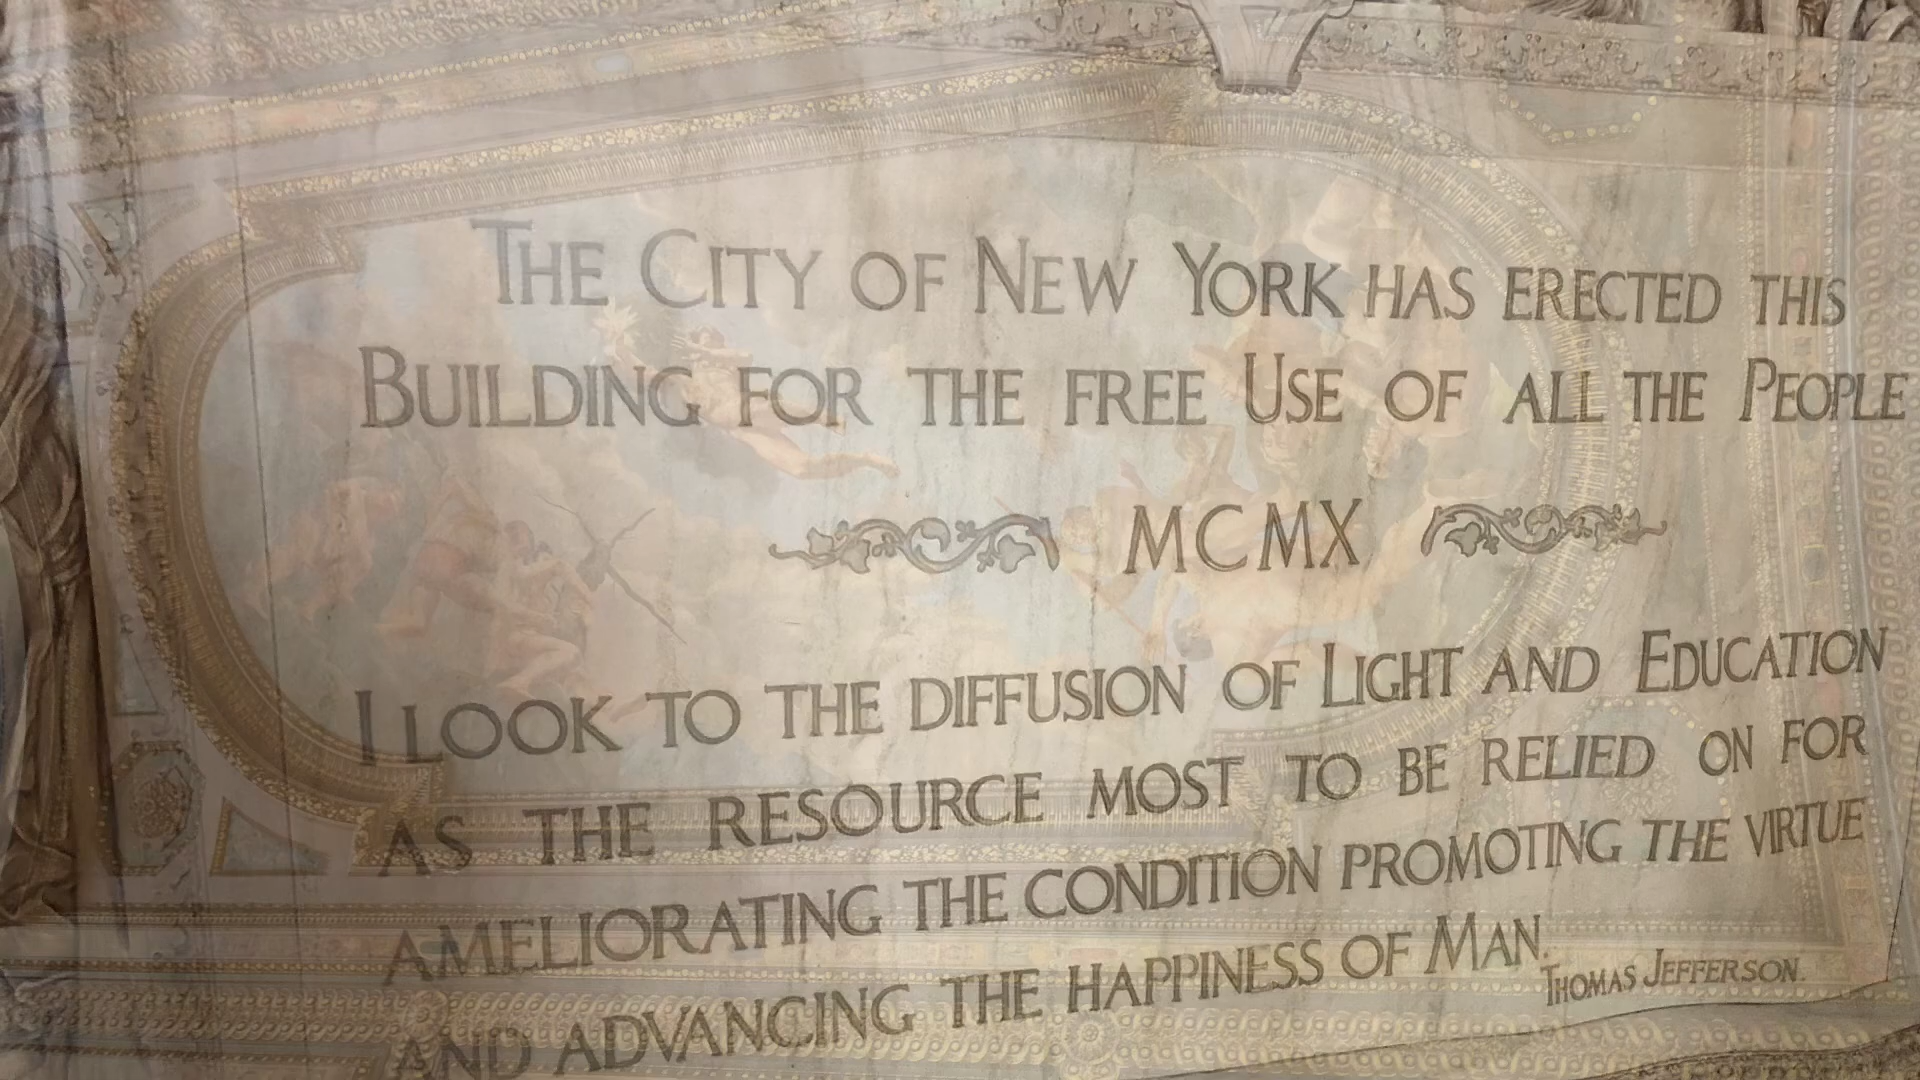 The City of New York has erected this
Building for the free Use of all the People
MCMX
I look to the diffusion of Light and Education
as the resource most to be relied on for
ameliorating the condition promoting the virtue
and advancing the happiness of Man.
Thomas Jefferson.